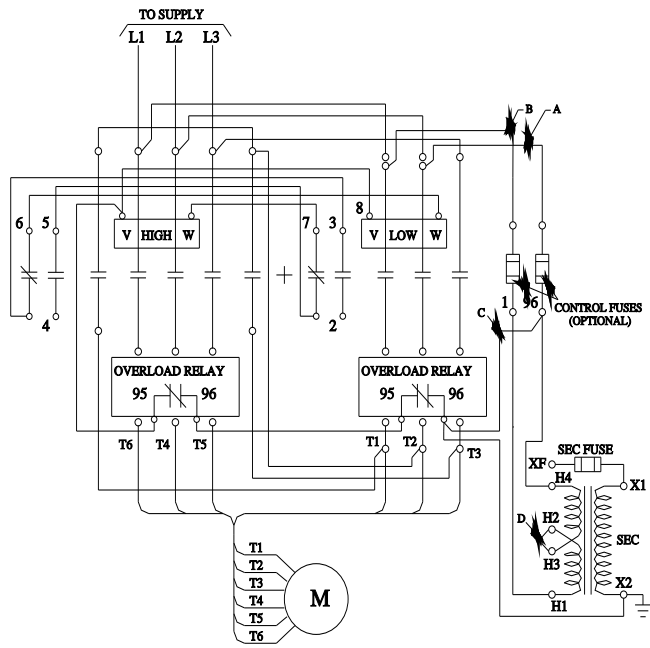 TO SUPPLY
L1 L2 L3
B A
6 5 7 3 8
V HIGH W
V LOW W
1 96
CONTROL FUSES
(OPTIONAL)
C
4 2
OVERLOAD RELAY
95 96
OVERLOAD RELAY
95 96
T6 T4 T5
T1 T2 T3
SEC FUSE
XF
H4 X1
D H2
SEC
H3
X2
H1
T1
T2
T3
T4
T5
T6
M